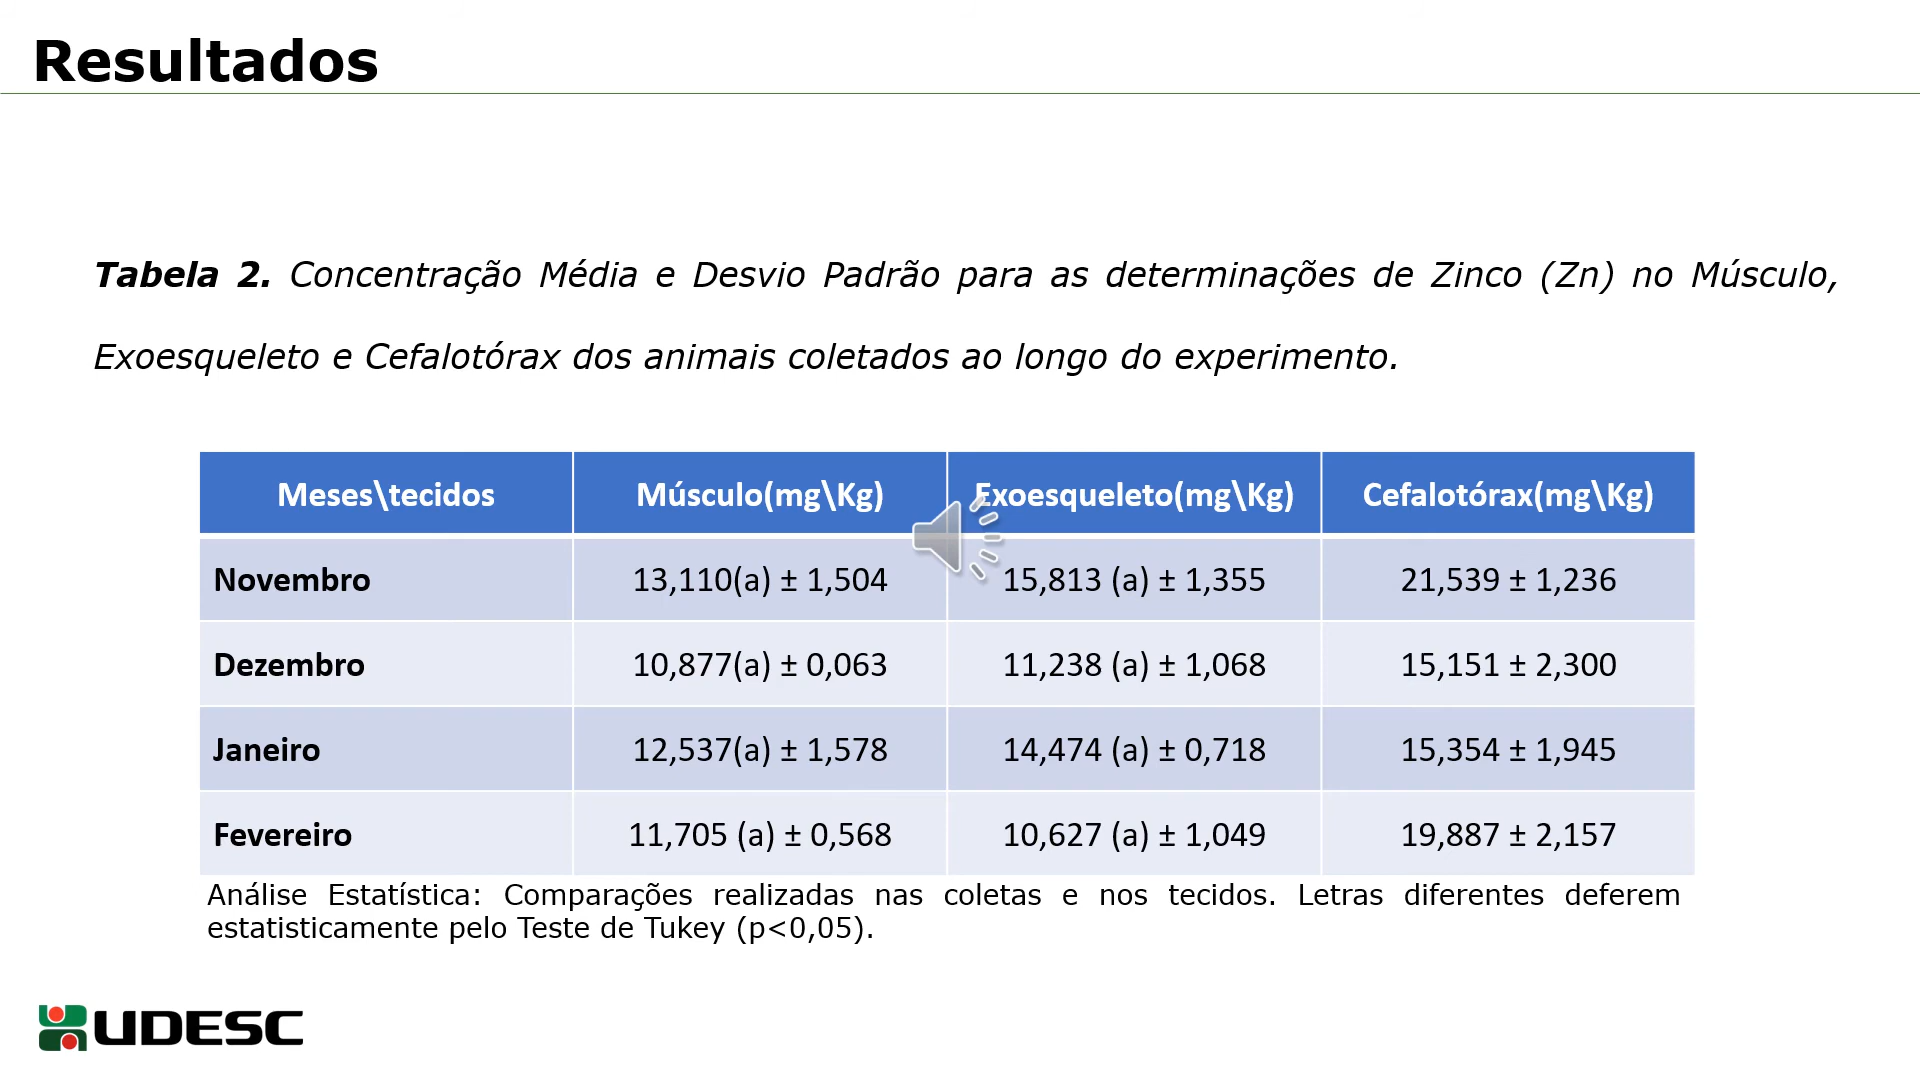 Resultados
Tabela 2. Concentração Média e Desvio Padrão para as determinações de Zinco (Zn) no Músculo,
Exoesqueleto e Cefalotórax dos animais coletados ao longo do experimento.
Meses\tecidos Músculo(mg\Kg) Exoesqueleto(mg\Kg) Cefalotórax(mg\Kg)
Novembro 13,110(a) ± 1,504 15,813 (a) ± 1,355 21,539 ± 1,236
Dezembro 10,877(a) ± 0,063 11,238 (a) ± 1,068 15,151 ± 2,300
Janeiro 12,537(a) ± 1,578 14,474 (a) ± 0,718 15,354 ± 1,945
Fevereiro 11,705 (a) ± 0,568 10,627 (a) ± 1,049 19,887 ± 2,157
Análise Estatística: Comparações realizadas nas coletas e nos tecidos. Letras diferentes deferem
estatisticamente pelo Teste de Tukey (p<0,05).
UDESC